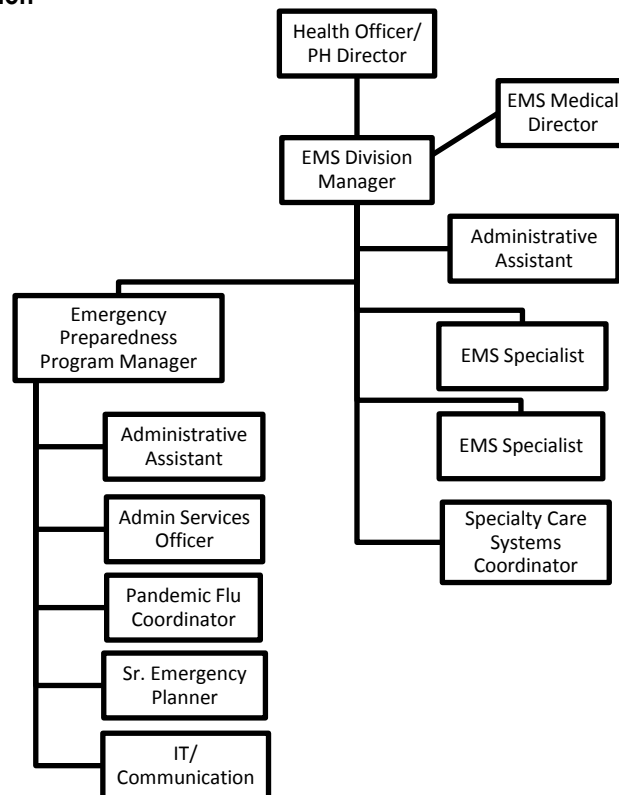 Health Officer/
PH Director
EMS Medical
Director
EMS Division
Manager
Administrative
Assistant
Emergency
Preparedness
Program Manager
EMS Specialist
Administrative
Assistant
EMS Specialist
Admin Services
Officer
Specialty Care
Systems
Coordinator
Pandemic Flu
Coordinator
Sr. Emergency
Planner
IT/
Communication